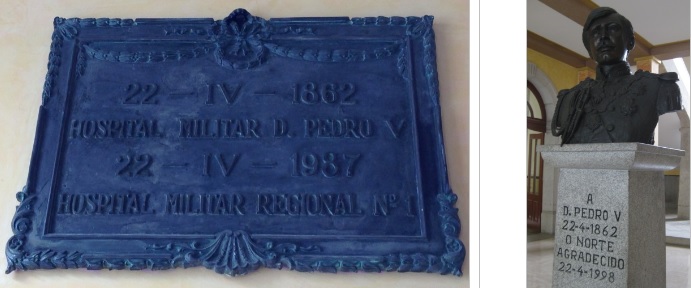 22 - IV - 1862
HOSPITAL MILITAR D. PEDRO V
22 - IV - 1987
HOSPITAL MILITAR REGIONAL Nº 1
A
D. PEDRO V
22-4-1862
O NORTE
AGRADECIDO
22-4-1998